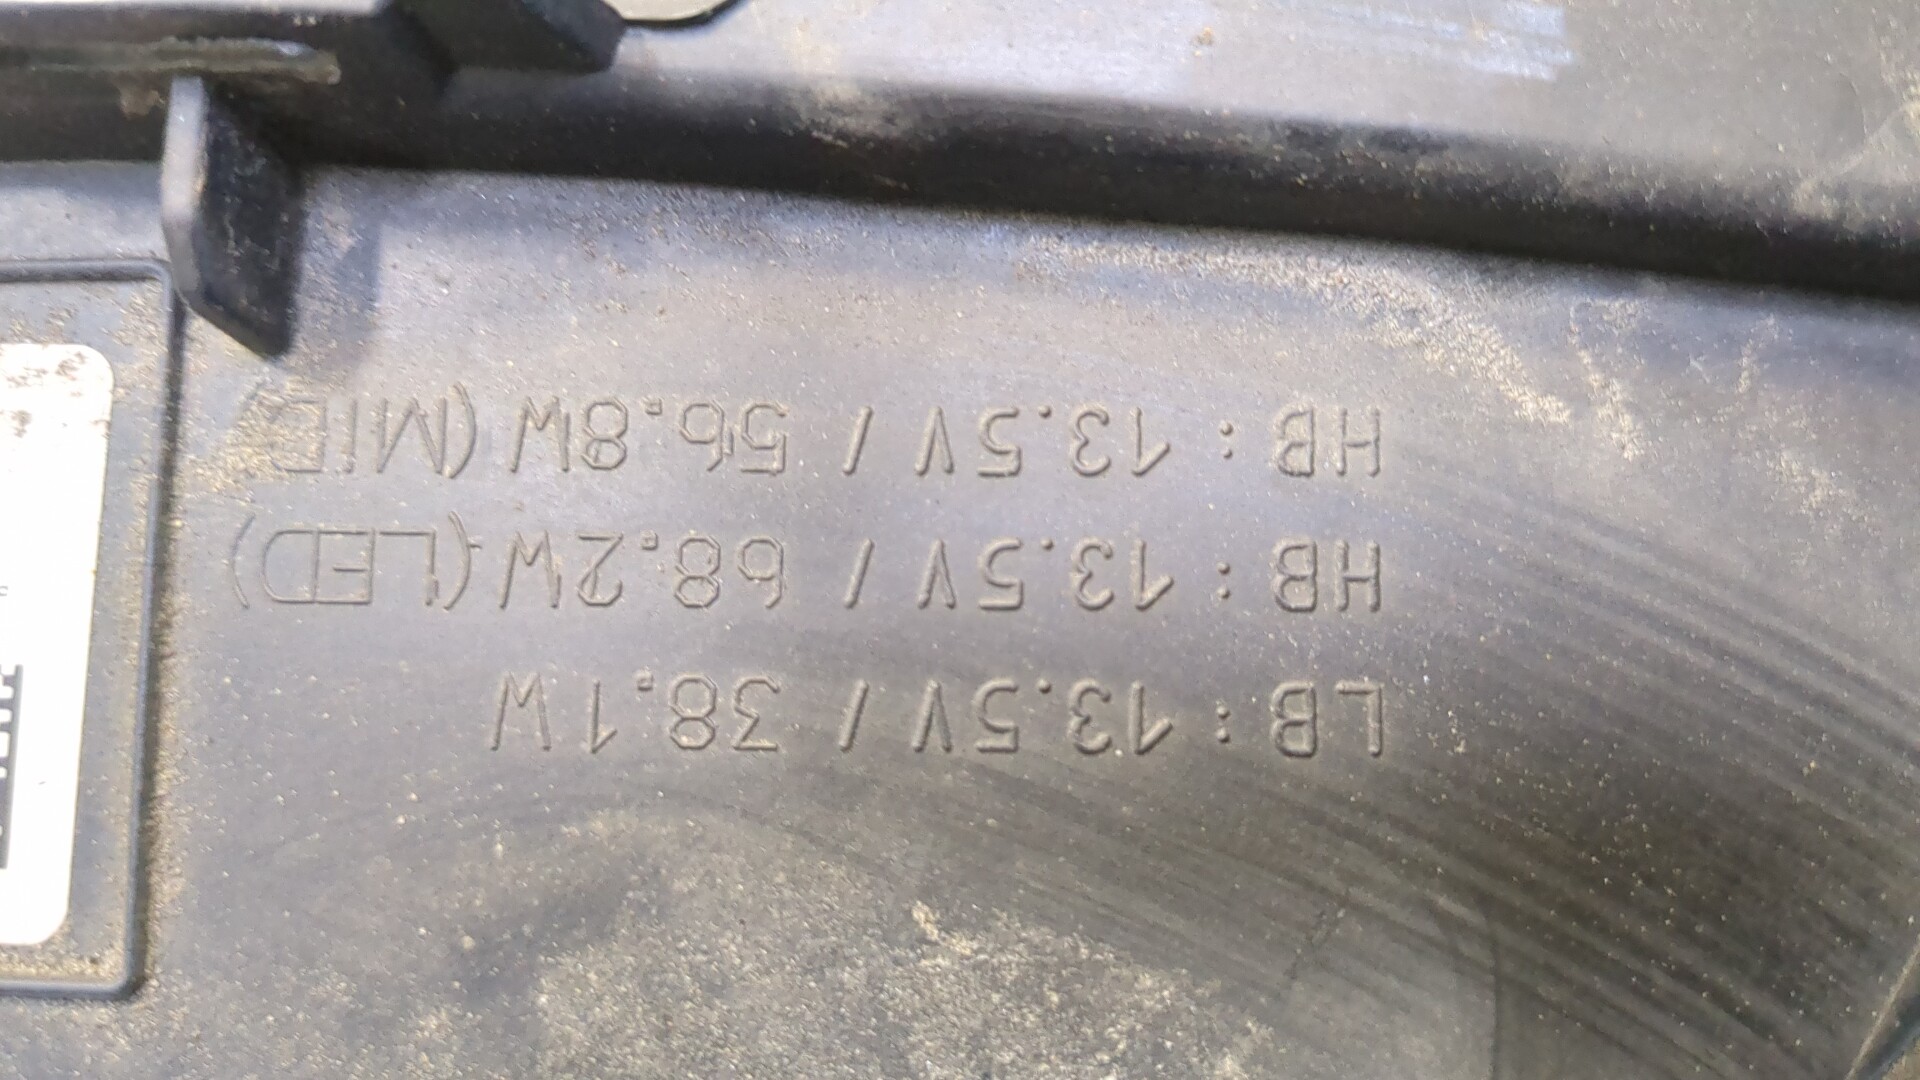 LB : 13.5V / 38.1W
HB : 13.5V / 68.2W (LED)
HB : 13.5V / 56.8W (MID)